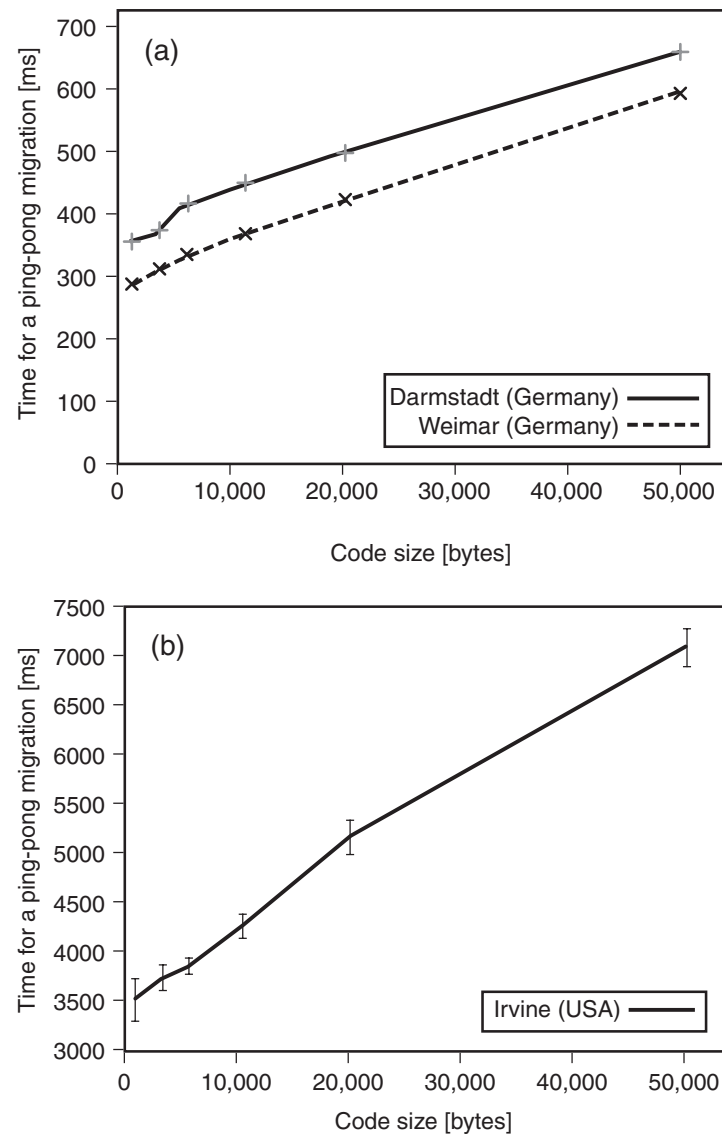 (a)
Time for a ping-pong migration [ms]
700
600
500
400
300
200
100
0
Darmstadt (Germany)
Weimar (Germany)
0 10,000 20,000 30,000 40,000 50,000
Code size [bytes]
(b)
Time for a ping-pong migration [ms]
7500
7000
6500
6000
5500
5000
4500
4000
3500
3000
Irvine (USA)
0 10,000 20,000 30,000 40,000 50,000
Code size [bytes]